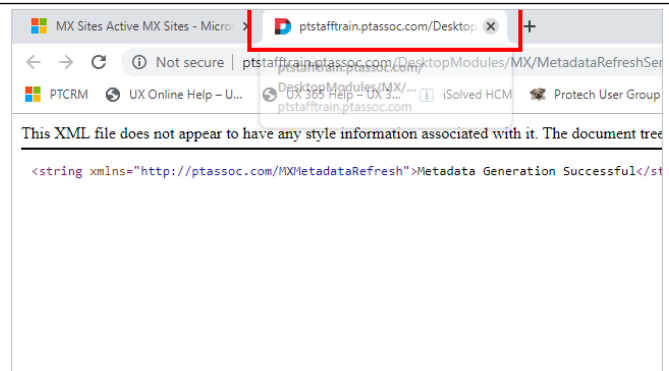 MX Sites Active MX Sites - Micro
ptstafftrain.ptassoc.com/Desktop
Not secure | ptstafftrain.ptassoc.com/DesktopModules/MX/MetadataRefreshSer
ptstafftrain.ptassoc.com/
DesktopModules/MX/...
ptstafftrain.ptassoc.com
PTCRM UX Online Help – U... UX 365 Help – UX 3... iSolved HCM Protech User Group
This XML file does not appear to have any style information associated with it. The document tree
<string xmlns="http://ptassoc.com/MXMetadataRefresh">Metadata Generation Successful</st